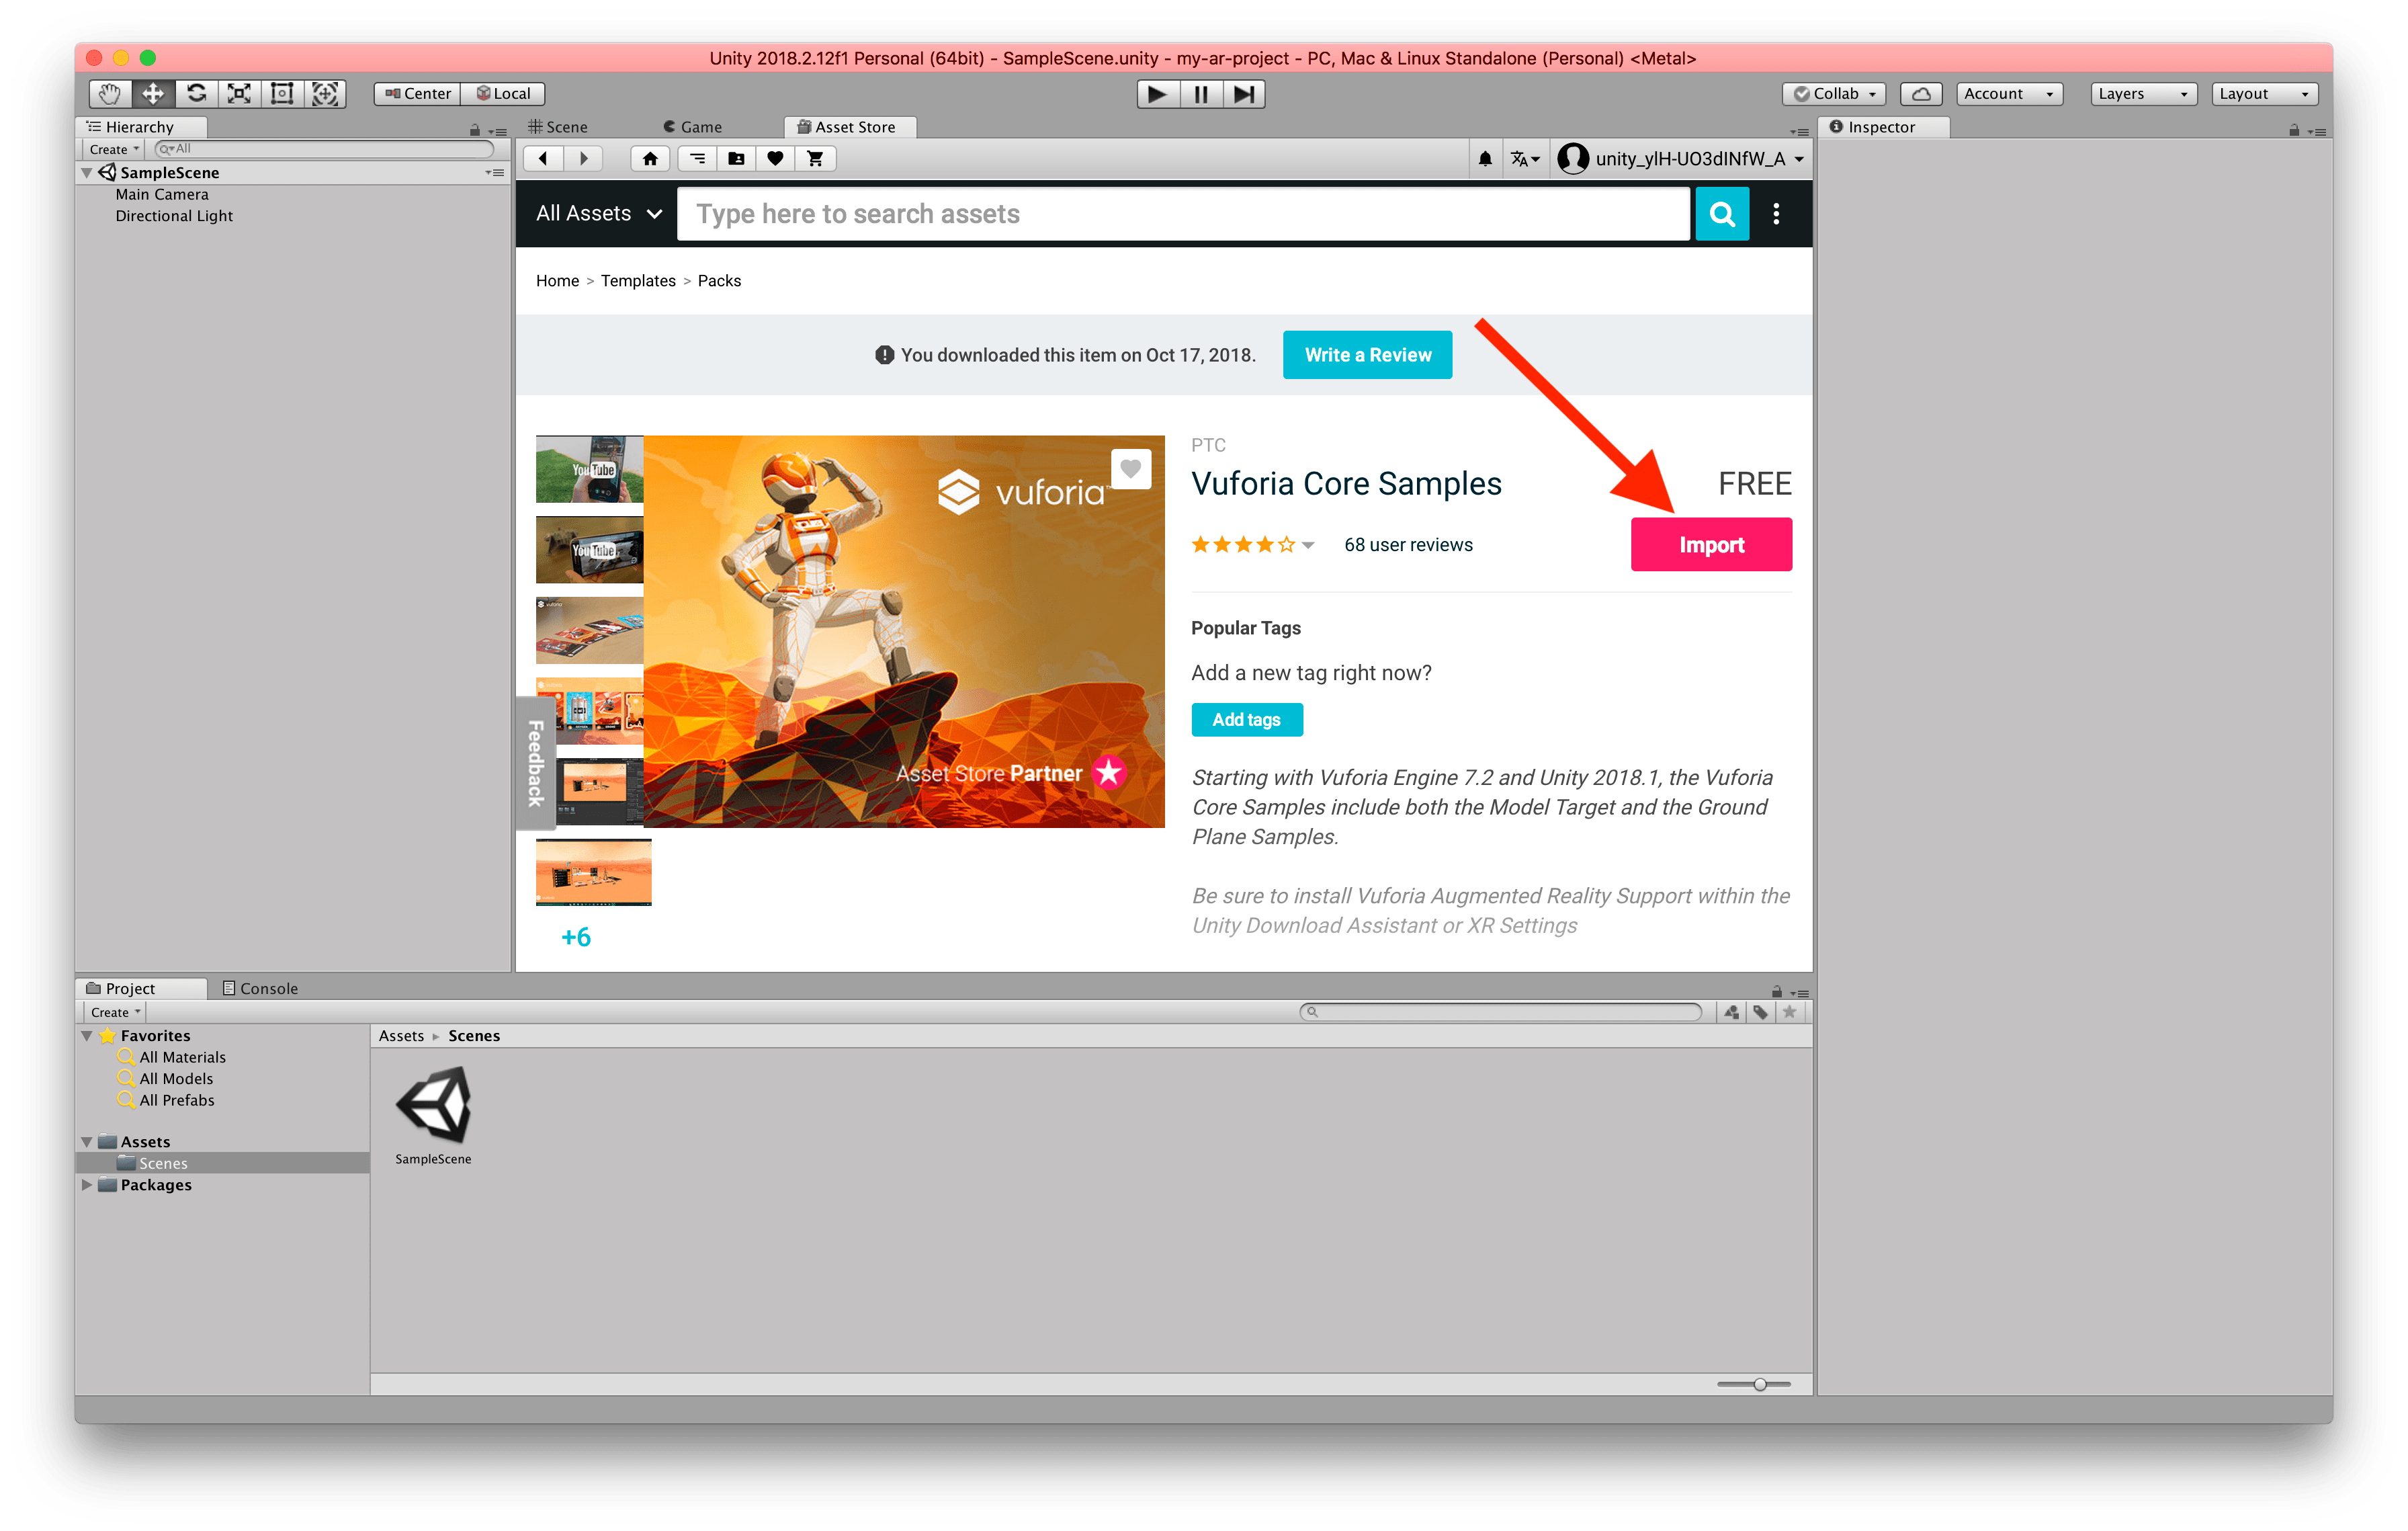 Unity 2018.2.12f1 Personal (64bit) - SampleScene.unity - my-ar-project - PC, Mac & Linux Standalone (Personal) <Metal>
Center Local
Collab Account Layers Layout
Hierarchy
Create All
SampleScene
Main Camera
Directional Light
Scene Game Asset Store
unity_ylH-UO3dINfW_A
All Assets Type here to search assets
Home > Templates > Packs
You downloaded this item on Oct 17, 2018. Write a Review
YouTube
YouTube
vuforia
vuforia™
Asset Store Partner
Feedback
+6
PTC
Vuforia Core Samples FREE
68 user reviews Import
Popular Tags
Add a new tag right now?
Add tags
Starting with Vuforia Engine 7.2 and Unity 2018.1, the Vuforia
Core Samples include both the Model Target and the Ground
Plane Samples.
Be sure to install Vuforia Augmented Reality Support within the
Unity Download Assistant or XR Settings
Inspector
Project Console
Create
Favorites
All Materials
All Models
All Prefabs
Assets
Scenes
Packages
Assets ▸ Scenes
SampleScene